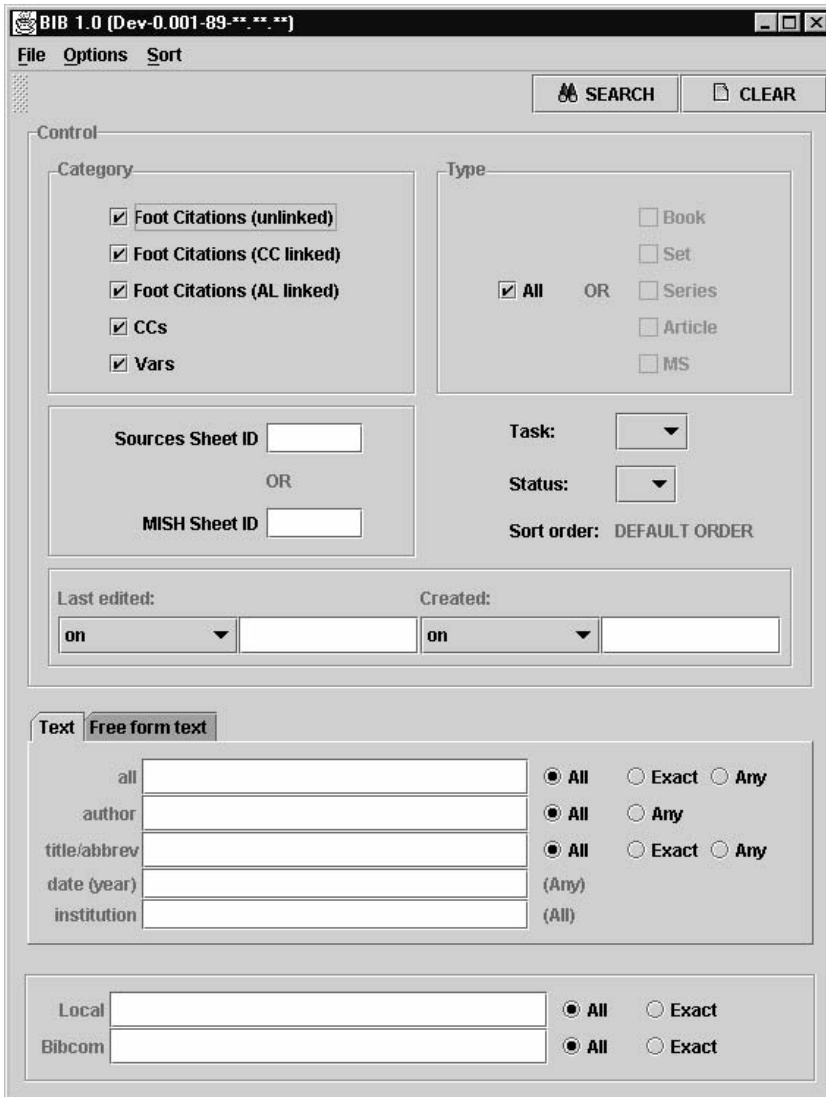 BIB 1.0 (Dev-0.001-89-**.**.**)
File Options Sort
SEARCH CLEAR
Control
Category Type
Foot Citations (unlinked) Book
Foot Citations (CC linked) Set
Foot Citations (AL linked) All OR Series
CCs Article
Vars MS
Sources Sheet ID Task:
OR Status:
MISH Sheet ID Sort order: DEFAULT ORDER
Last edited: Created:
on on
Text Free form text
all All Exact Any
author All Any
title/abbrev All Exact Any
date (year) (Any)
institution (All)
Local All Exact
Bibcom All Exact